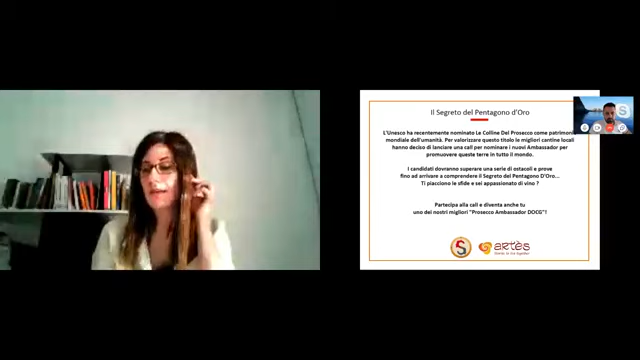 Il Segreto del Pentagono d'Oro
L'Unesco ha recentemente nominato Le Colline Del Prosecco come patrimonio
mondiale dell'umanità. Per valorizzare questo titolo le migliori cantine locali
hanno deciso di lanciare una call per nominare i nuovi Ambassador per
promuovere queste terre in tutto il mondo.
I candidati dovranno superare una serie di ostacoli e prove
fino ad arrivare a comprendere il Segreto del Pentagono D'Oro...
Ti piacciono le sfide e sei appassionato di vino ?
Partecipa alla call e diventa anche tu
uno dei nostri migliori "Prosecco Ambassador DOCG"!
S
artès
S